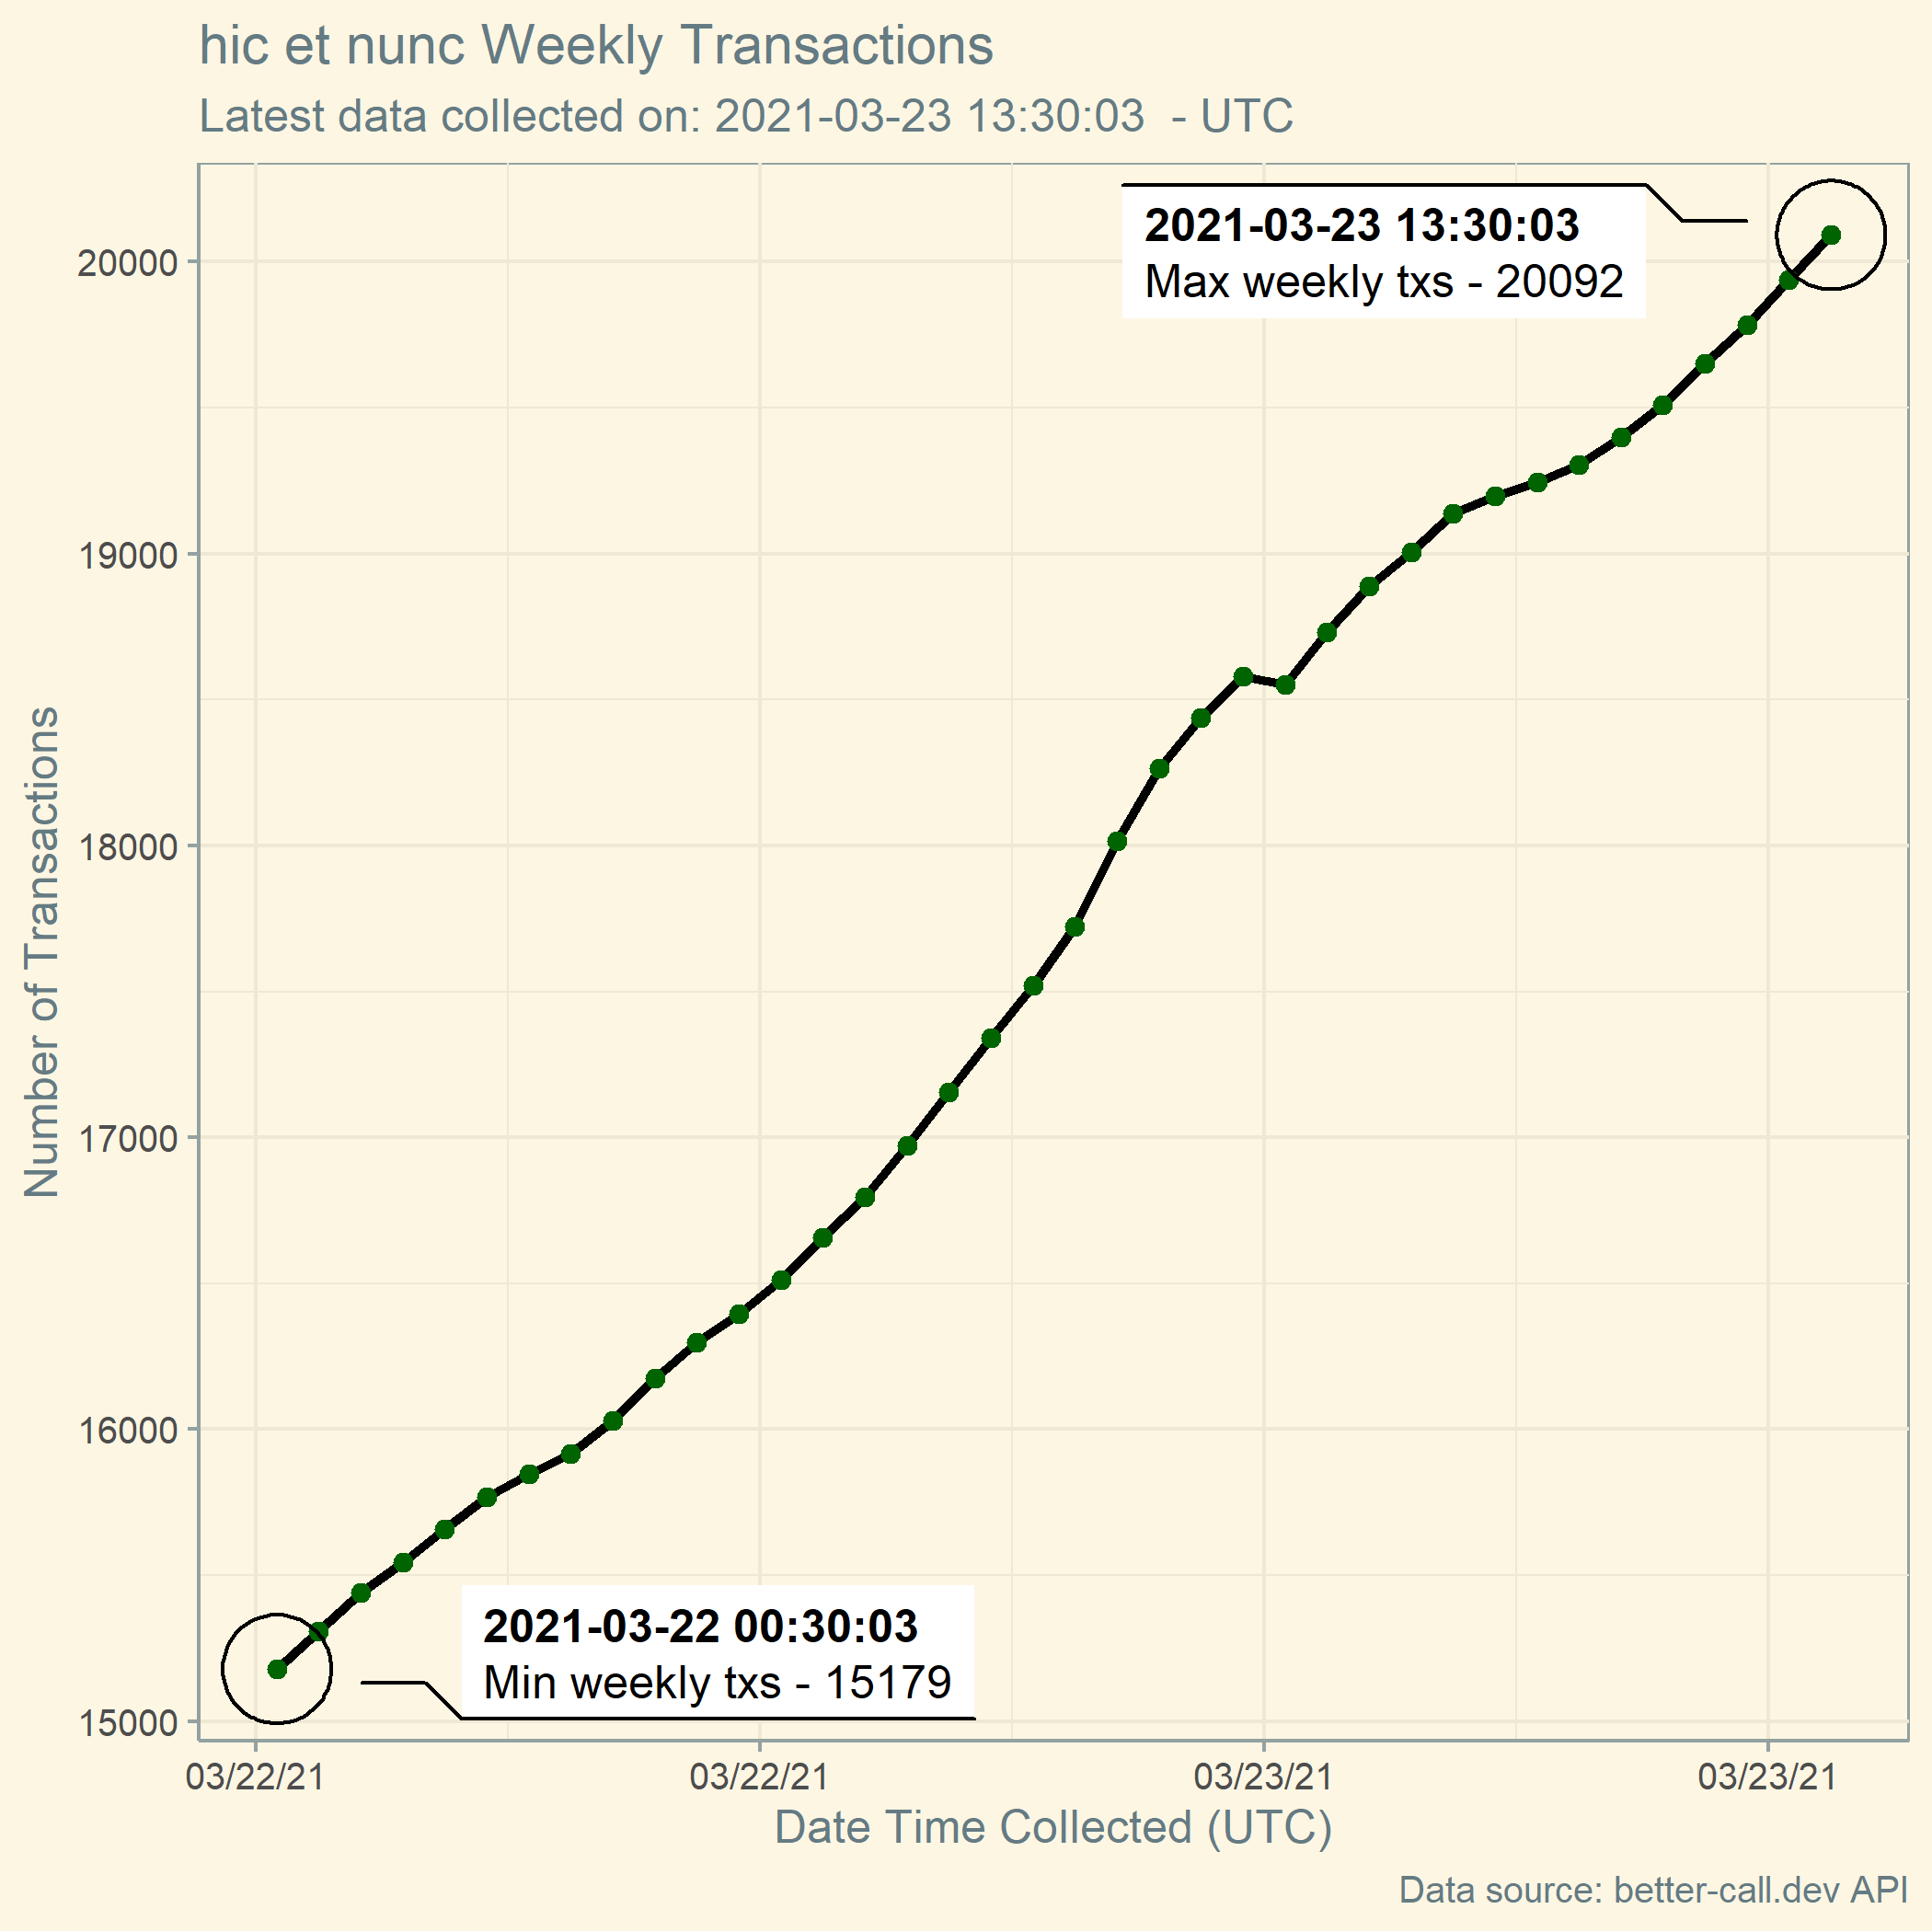 hic et nunc Weekly Transactions
Latest data collected on: 2021-03-23 13:30:03 - UTC
2021-03-23 13:30:03
Max weekly txs - 20092
20000
19000
18000
17000
16000
15000
Number of Transactions
2021-03-22 00:30:03
Min weekly txs - 15179
03/22/21 03/22/21 03/23/21 03/23/21
Date Time Collected (UTC)
Data source: better-call.dev API